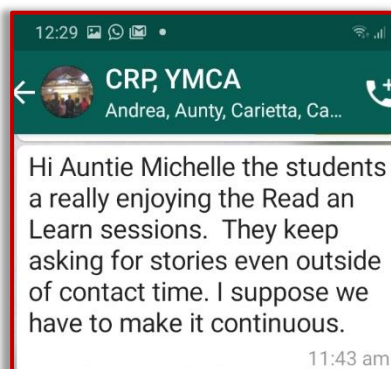 12:29
CRP, YMCA
Andrea, Aunty, Carietta, Ca...
Hi Auntie Michelle the students
a really enjoying the Read an
Learn sessions.  They keep
asking for stories even outside
of contact time. I suppose we
have to make it continuous.
11:43 am